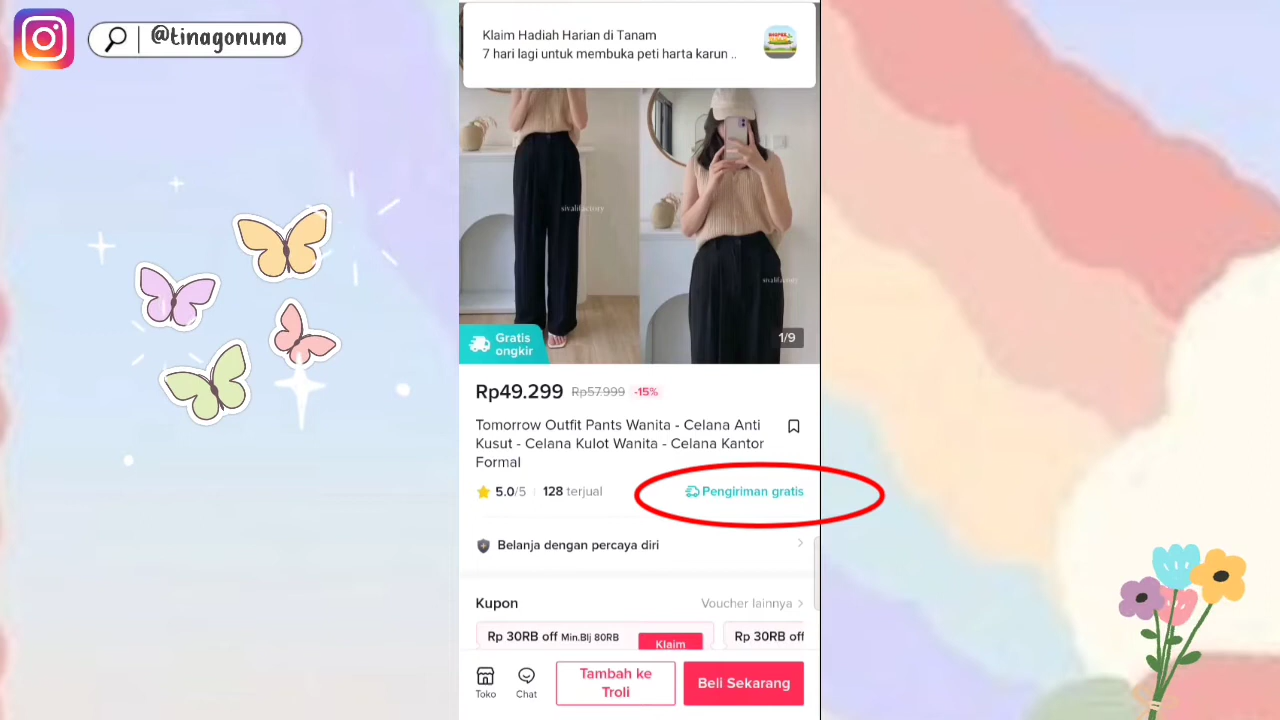 @tinagonuna
Klaim Hadiah Harian di Tanam
7 hari lagi untuk membuka peti harta karun ..
sivalifactory
sivalifactory
Gratis
ongkir
1/9
Rp49.299 Rp57.999 -15%
Tomorrow Outfit Pants Wanita - Celana Anti
Kusut - Celana Kulot Wanita - Celana Kantor
Formal
5.0/5 128 terjual Pengiriman gratis
Belanja dengan percaya diri
Kupon Voucher lainnya
Rp 30RB off Min.Blj 80RB Klaim Rp 30RB off
Toko Chat Tambah ke
Troli
Beli Sekarang